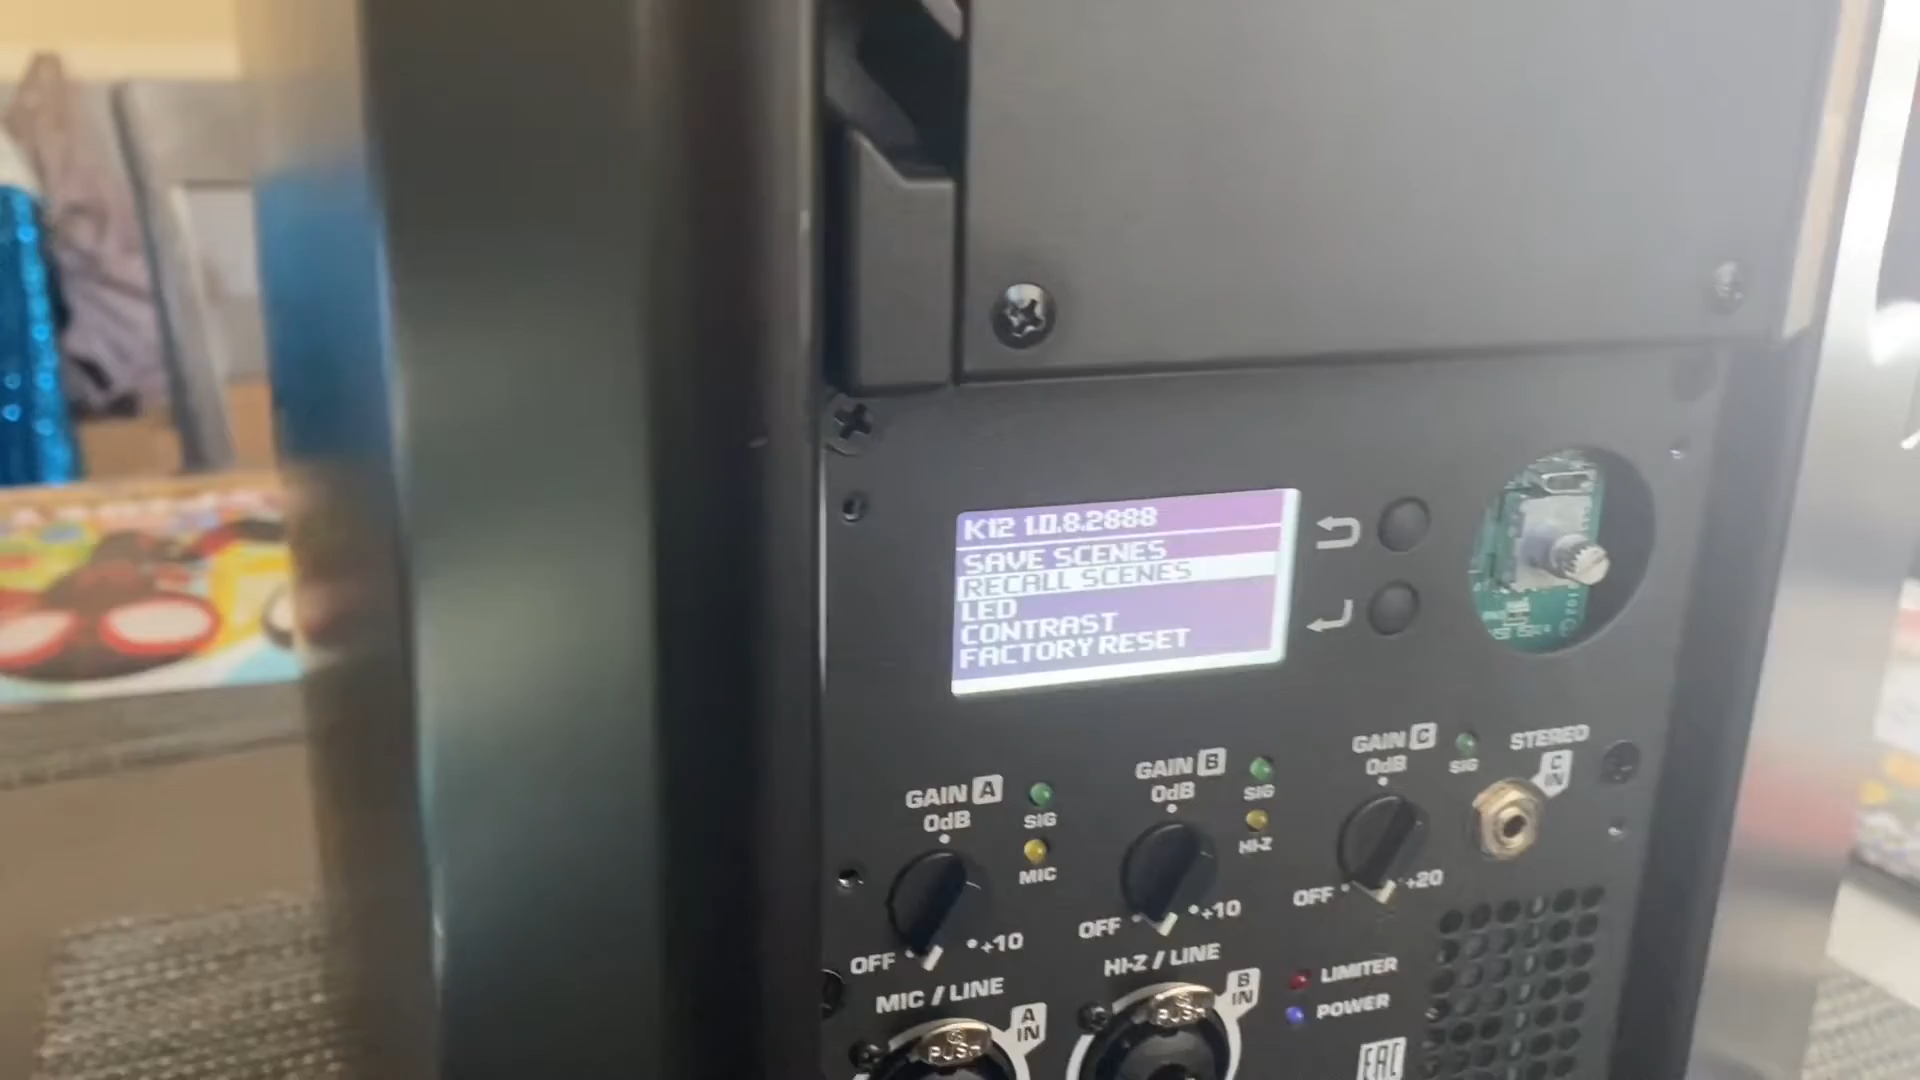 K12 1.0.8.2888
SAVE SCENES
RECALL SCENES
LED
CONTRAST
FACTORY RESET
GAIN A
0dB
SIG
MIC
OFF
+10
MIC / LINE
A IN
PUSH
GAIN B
0dB
SIG
HI-Z
OFF
+10
HI-Z / LINE
B IN
PUSH
GAIN C
0dB
SIG
OFF
+20
STEREO
C IN
LIMITER
POWER
EAC